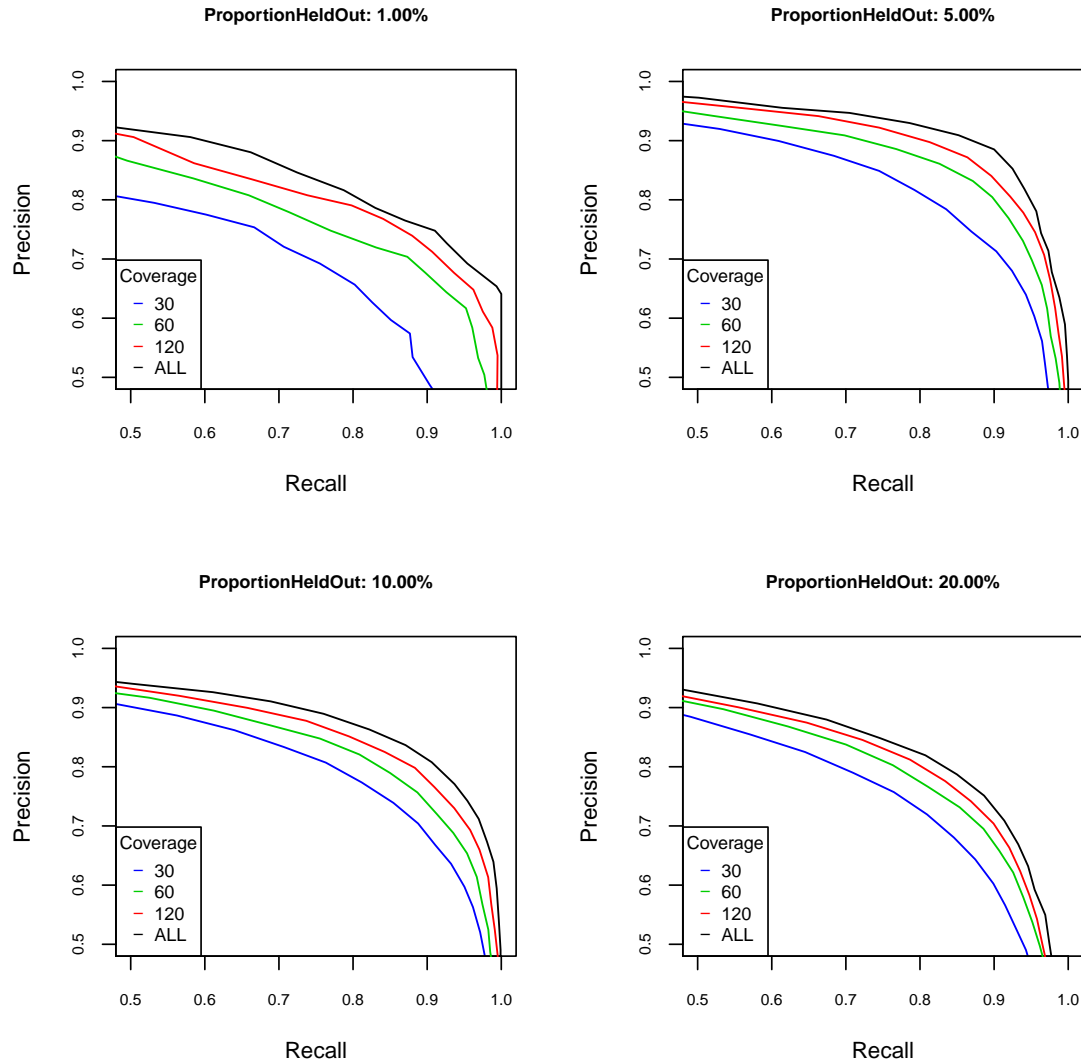 ProportionHeldOut: 1.00%
Precision
1.0
0.9
0.8
0.7
0.6
0.5
Coverage
30
60
120
ALL
0.5 0.6 0.7 0.8 0.9 1.0
Recall
ProportionHeldOut: 5.00%
Precision
1.0
0.9
0.8
0.7
0.6
0.5
Coverage
30
60
120
ALL
0.5 0.6 0.7 0.8 0.9 1.0
Recall
ProportionHeldOut: 10.00%
Precision
1.0
0.9
0.8
0.7
0.6
0.5
Coverage
30
60
120
ALL
0.5 0.6 0.7 0.8 0.9 1.0
Recall
ProportionHeldOut: 20.00%
Precision
1.0
0.9
0.8
0.7
0.6
0.5
Coverage
30
60
120
ALL
0.5 0.6 0.7 0.8 0.9 1.0
Recall